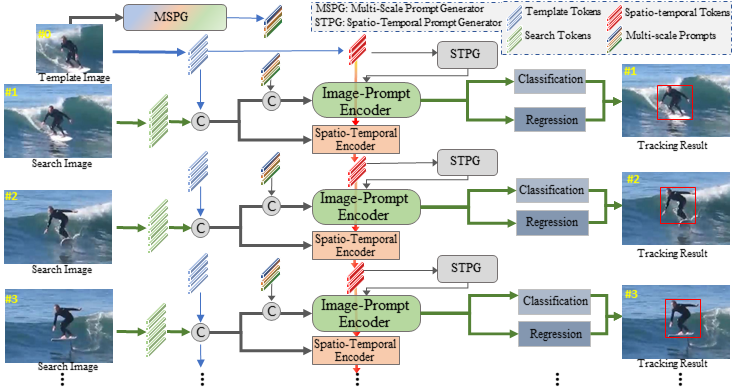 #0
MSPG
MSPG: Multi-Scale Prompt Generator
STPG: Spatio-Temporal Prompt Generator
Template Tokens
Spatio-temporal Tokens
Search Tokens
Multi-scale Prompts
Template Image
#1
Search Image
C
C
Image-Prompt
Encoder
Spatio-Temporal
Encoder
STPG
Classification
Regression
#1
Tracking Result
#2
Search Image
C
C
Image-Prompt
Encoder
Spatio-Temporal
Encoder
STPG
Classification
Regression
#2
Tracking Result
#3
Search Image
C
C
Image-Prompt
Encoder
Spatio-Temporal
Encoder
STPG
Classification
Regression
#3
Tracking Result